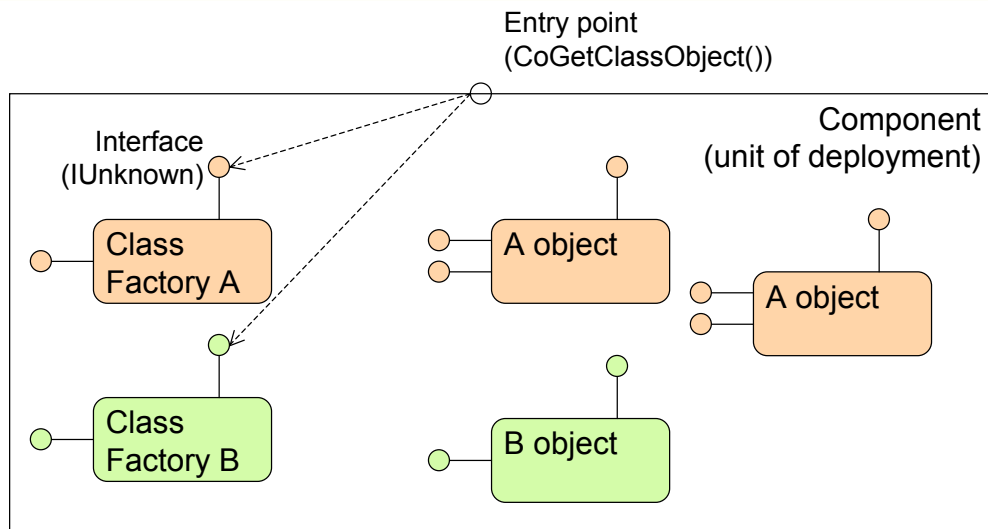 Entry point
(CoGetClassObject())
Component
(unit of deployment)
Interface
(IUnknown)
Class
Factory A
A object
A object
Class
Factory B
B object